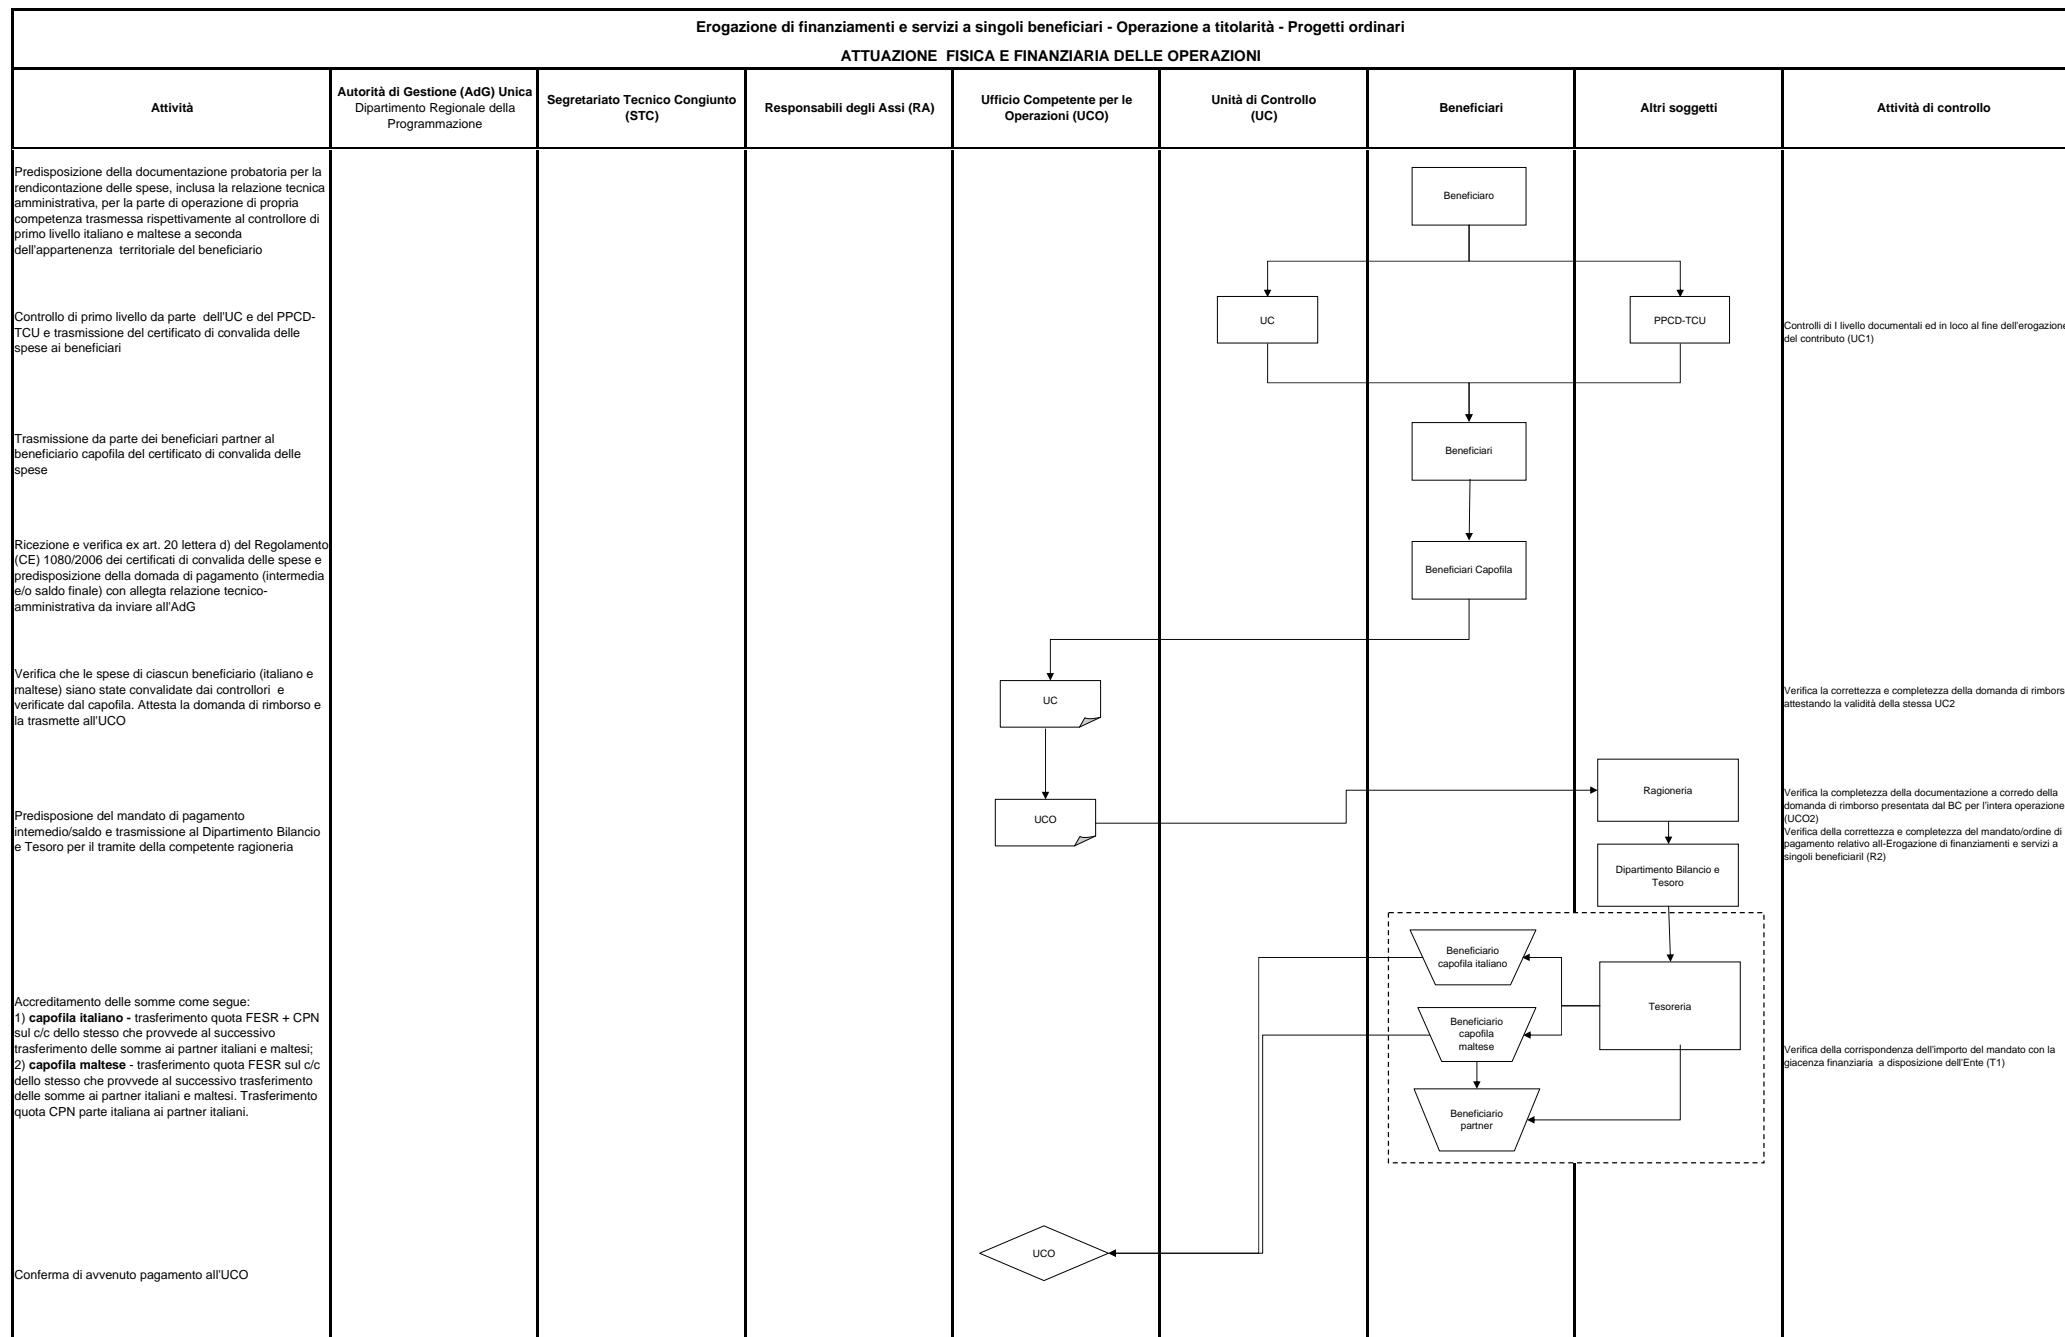 Erogazione di finanziamenti e servizi a singoli beneficiari - Operazione a titolarità - Progetti ordinari
ATTUAZIONE FISICA E FINANZIARIA DELLE OPERAZIONI
Attività
Autorità di Gestione (AdG) Unica
Dipartimento Regionale della
Programmazione
Segretariato Tecnico Congiunto
(STC)
Responsabili degli Assi (RA)
Ufficio Competente per le
Operazioni (UCO)
Unità di Controllo
(UC)
Beneficiari
Altri soggetti
Attività di controllo
Predisposizione della documentazione probatoria per la
rendicontazione delle spese, inclusa la relazione tecnica
amministrativa, per la parte di operazione di propria
competenza trasmessa rispettivamente al controllore di
primo livello italiano e maltese a seconda
dell'appartenenza territoriale del beneficiario
Beneficiaro
Controllo di primo livello da parte dell'UC e del PPCD-
TCU e trasmissione del certificato di convalida delle
spese ai beneficiari
UC
PPCD-TCU
Controlli di I livello documentali ed in loco al fine dell'erogazione
del contributo (UC1)
Trasmissione da parte dei beneficiari partner al
beneficiario capofila del certificato di convalida delle
spese
Beneficiari
Ricezione e verifica ex art. 20 lettera d) del Regolamento
(CE) 1080/2006 dei certificati di convalida delle spese e
predisposizione della domada di pagamento (intermedia
e/o saldo finale) con allegta relazione tecnico-
amministrativa da inviare all'AdG
Beneficiari Capofila
Verifica che le spese di ciascun beneficiario (italiano e
maltese) siano state convalidate dai controllori e
verificate dal capofila. Attesta la domanda di rimborso e
la trasmette all'UCO
UC
Verifica la correttezza e completezza della domanda di rimbors
attestando la validità della stessa UC2
Predisposione del mandato di pagamento
intemedio/saldo e trasmissione al Dipartimento Bilancio
e Tesoro per il tramite della competente ragioneria
UCO
Ragioneria
Dipartimento Bilancio e
Tesoro
Verifica la completezza della documentazione a corredo della
domanda di rimborso presentata dal BC per l'intera operazione
(UCO2)
Verifica della correttezza e completezza del mandato/ordine di
pagamento relativo all-Erogazione di finanziamenti e servizi a
singoli beneficiaril (R2)
Accreditamento delle somme come segue:
1) capofila italiano - trasferimento quota FESR + CPN
sul c/c dello stesso che provvede al successivo
trasferimento delle somme ai partner italiani e maltesi;
2) capofila maltese - trasferimento quota FESR sul c/c
dello stesso che provvede al successivo trasferimento
delle somme ai partner italiani e maltesi. Trasferimento
quota CPN parte italiana ai partner italiani.
Beneficiario
capofila italiano
Beneficiario
capofila
maltese
Beneficiario
partner
Tesoreria
Verifica della corrispondenza dell'importo del mandato con la
giacenza finanziaria a disposizione dell'Ente (T1)
UCO
Conferma di avvenuto pagamento all'UCO